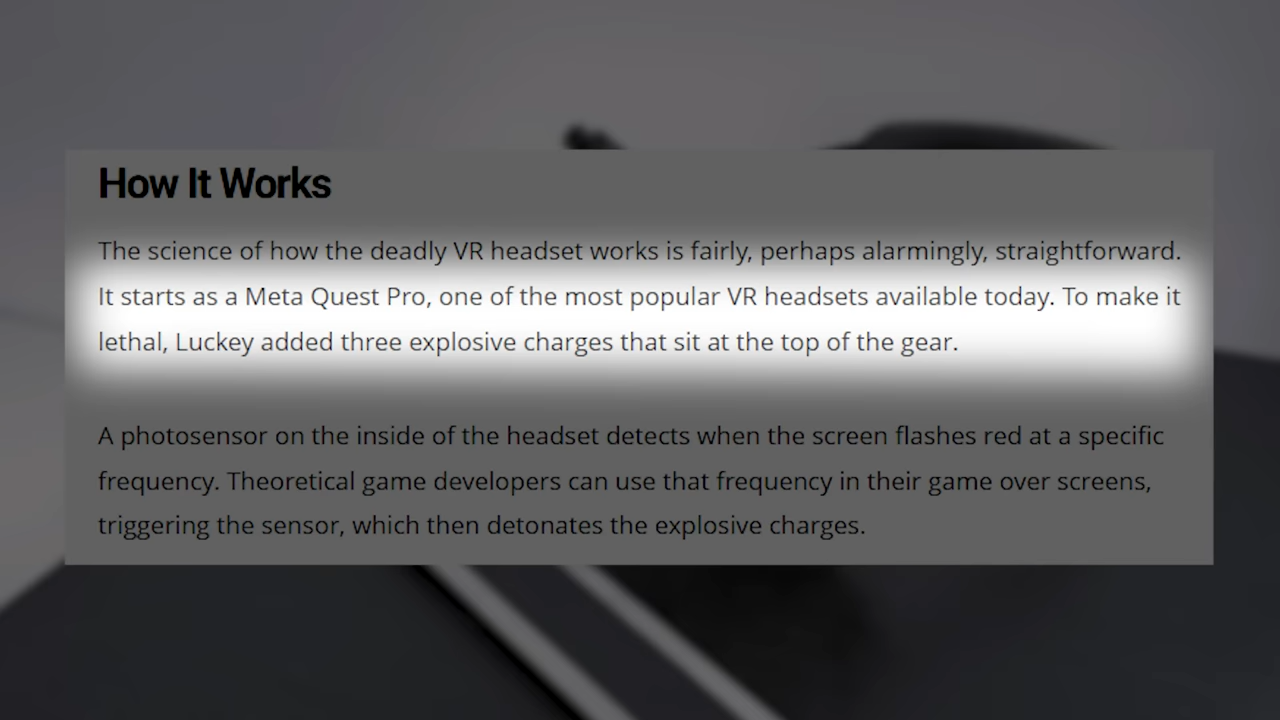 How It Works
The science of how the deadly VR headset works is fairly, perhaps alarmingly, straightforward.
It starts as a Meta Quest Pro, one of the most popular VR headsets available today. To make it
lethal, Luckey added three explosive charges that sit at the top of the gear.
A photosensor on the inside of the headset detects when the screen flashes red at a specific
frequency. Theoretical game developers can use that frequency in their game over screens,
triggering the sensor, which then detonates the explosive charges.